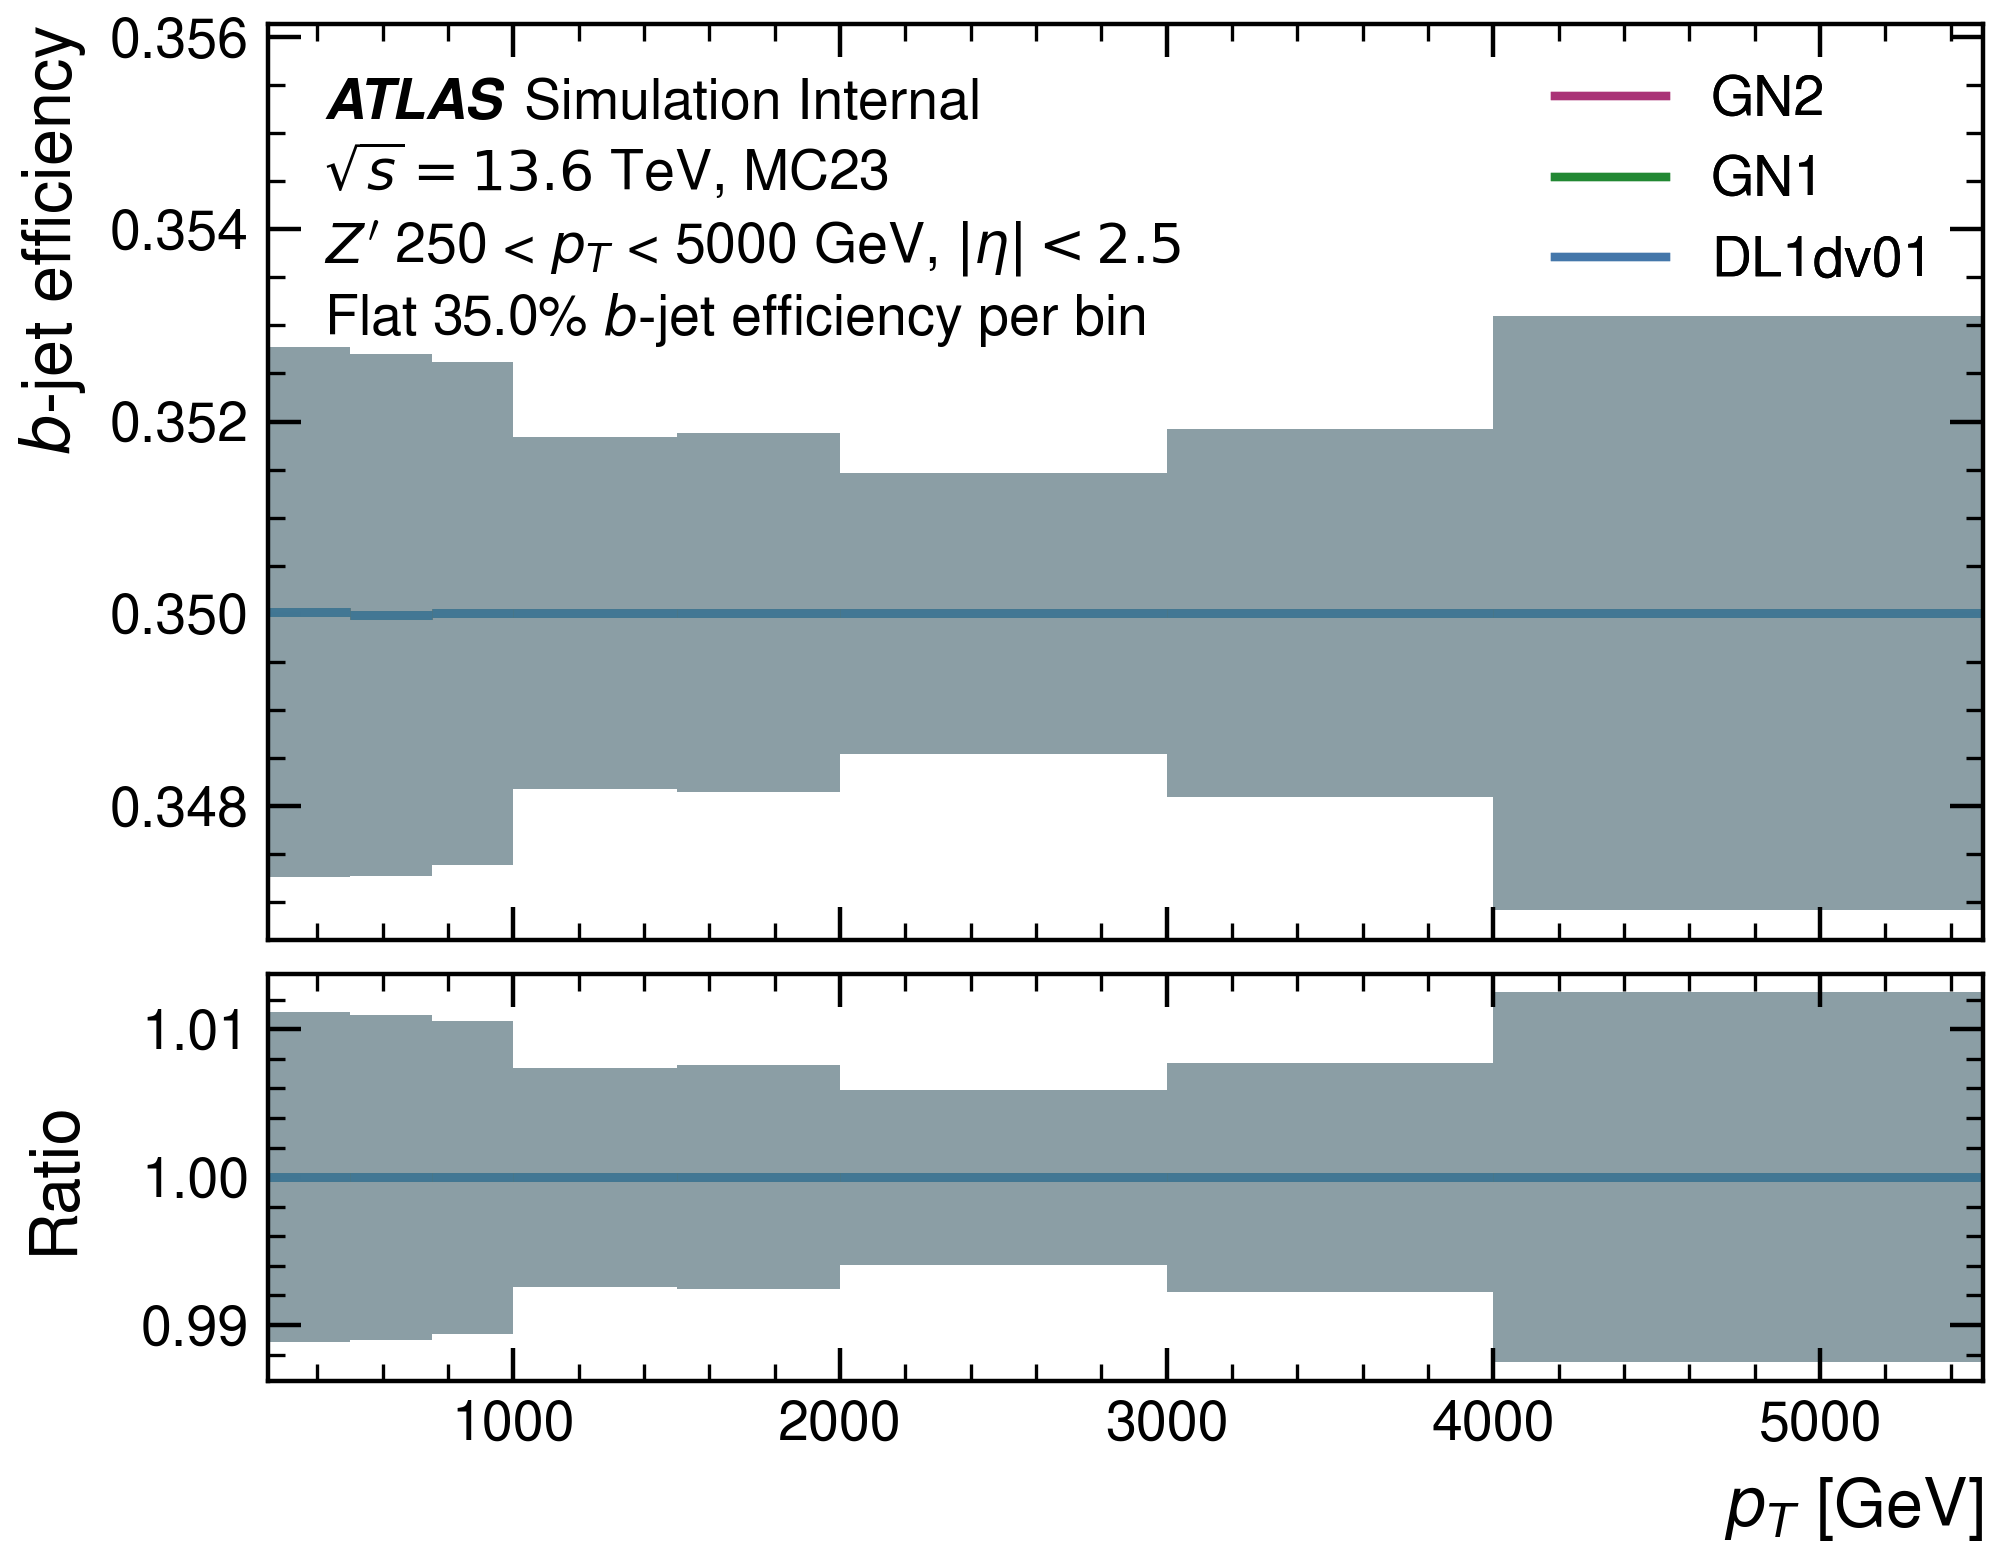 b-jet efficiency
0.356
0.354
0.352
0.350
0.348
ATLAS Simulation Internal
√s = 13.6 TeV, MC23
Z′ 250 < p_T < 5000 GeV, |η| < 2.5
Flat 35.0% b-jet efficiency per bin
GN2
GN1
DL1dv01
Ratio
1.01
1.00
0.99
1000 2000 3000 4000 5000
p_T [GeV]